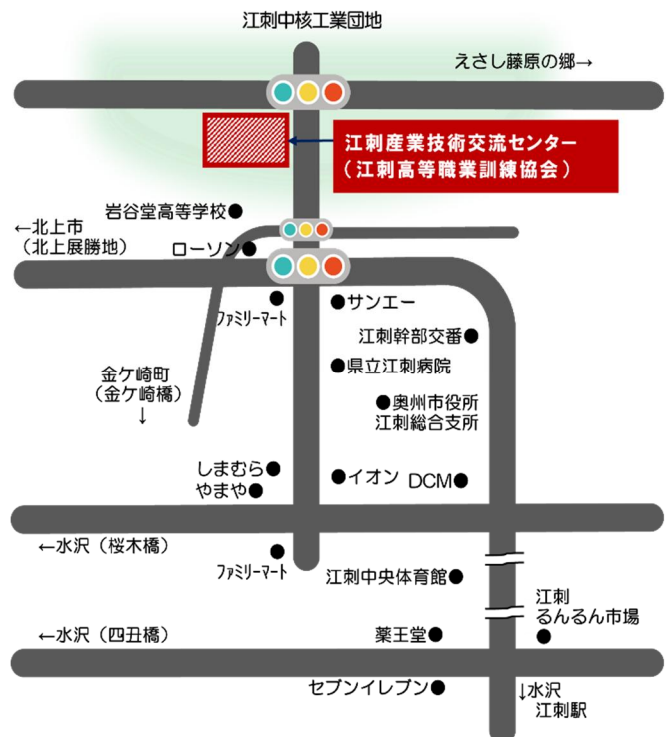 江刺中核工業団地
えさし藤原の郷→
江刺産業技術交流センター
（江刺高等職業訓練協会）
岩谷堂高等学校
←北上市
（北上展勝地）
ローソン
ﾌｧﾐﾘｰﾏｰﾄ
サンエー
江刺幹部交番
県立江刺病院
金ケ崎町
（金ケ崎橋）
↓
奥州市役所
江刺総合支所
しまむら
やまや
イオン
DCM
←水沢（桜木橋）
ﾌｧﾐﾘｰﾏｰﾄ
江刺中央体育館
江刺
るんるん市場
←水沢（四丑橋）
薬王堂
セブンイレブン
↓水沢
江刺駅